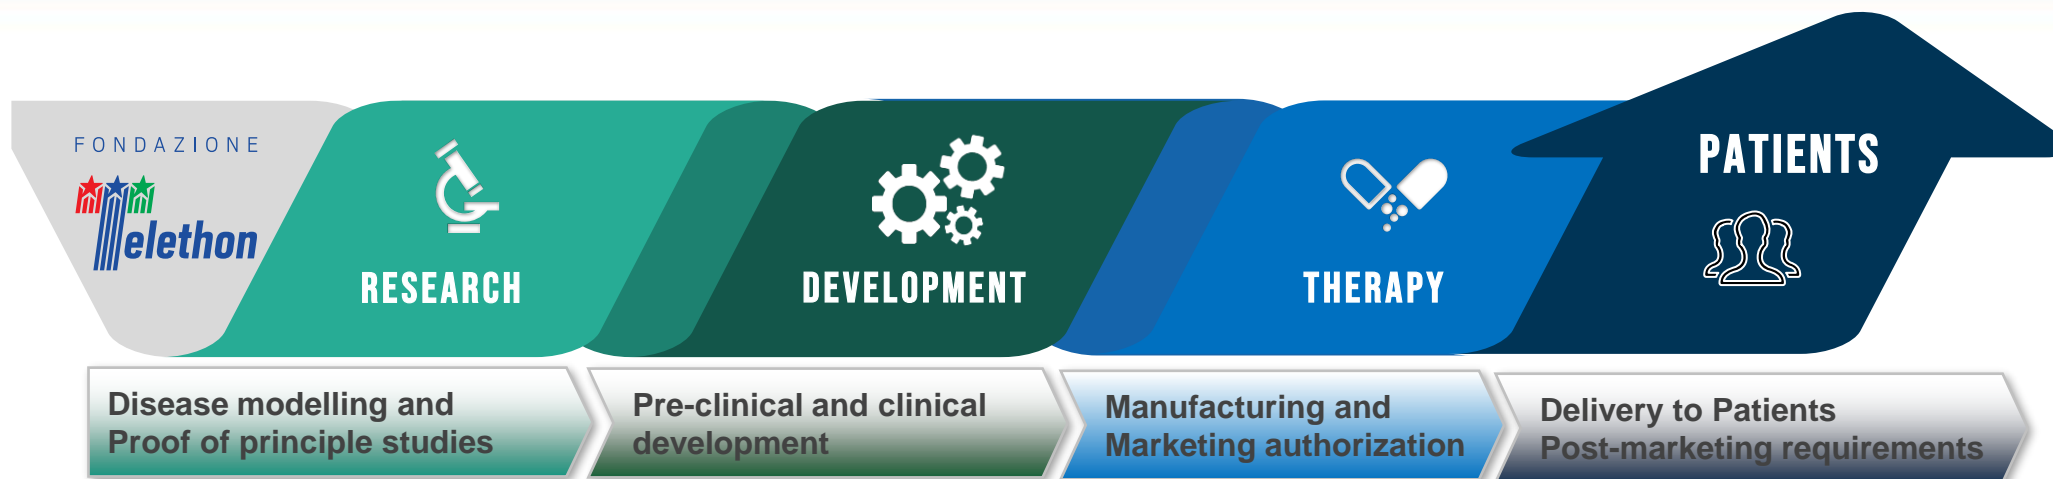 FONDAZIONE
Telethon
RESEARCH
DEVELOPMENT
THERAPY
PATIENTS
Disease modelling and
Proof of principle studies
Pre-clinical and clinical
development
Manufacturing and
Marketing authorization
Delivery to Patients
Post-marketing requirements